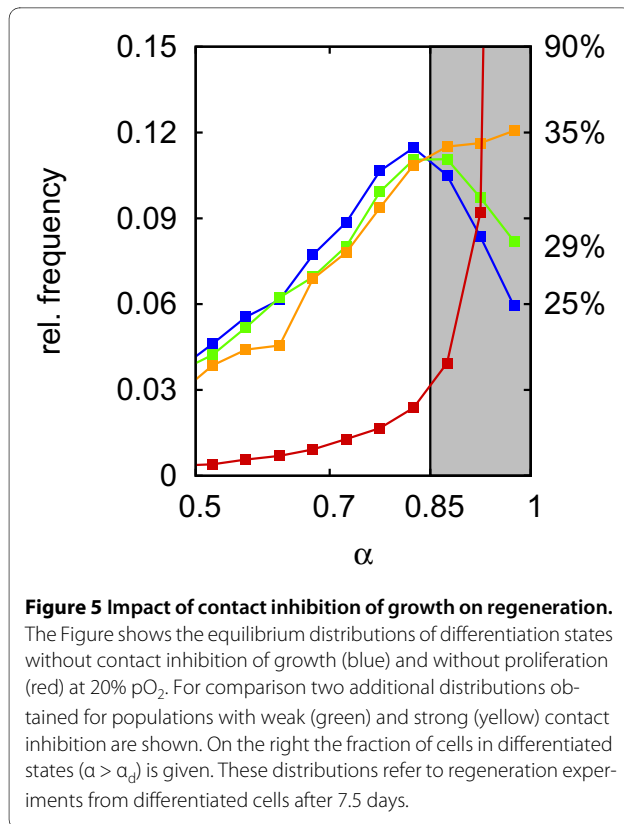 0.15
0.12
0.09
0.06
0.03
0
rel. frequency
90%
35%
29%
25%
0.5
0.7
0.85
1
α
Figure 5 Impact of contact inhibition of growth on regeneration.
The Figure shows the equilibrium distributions of differentiation states
without contact inhibition of growth (blue) and without proliferation
(red) at 20% pO₂. For comparison two additional distributions ob-
tained for populations with weak (green) and strong (yellow) contact
inhibition are shown. On the right the fraction of cells in differentiated
states (α > α_d) is given. These distributions refer to regeneration exper-
iments from differentiated cells after 7.5 days.